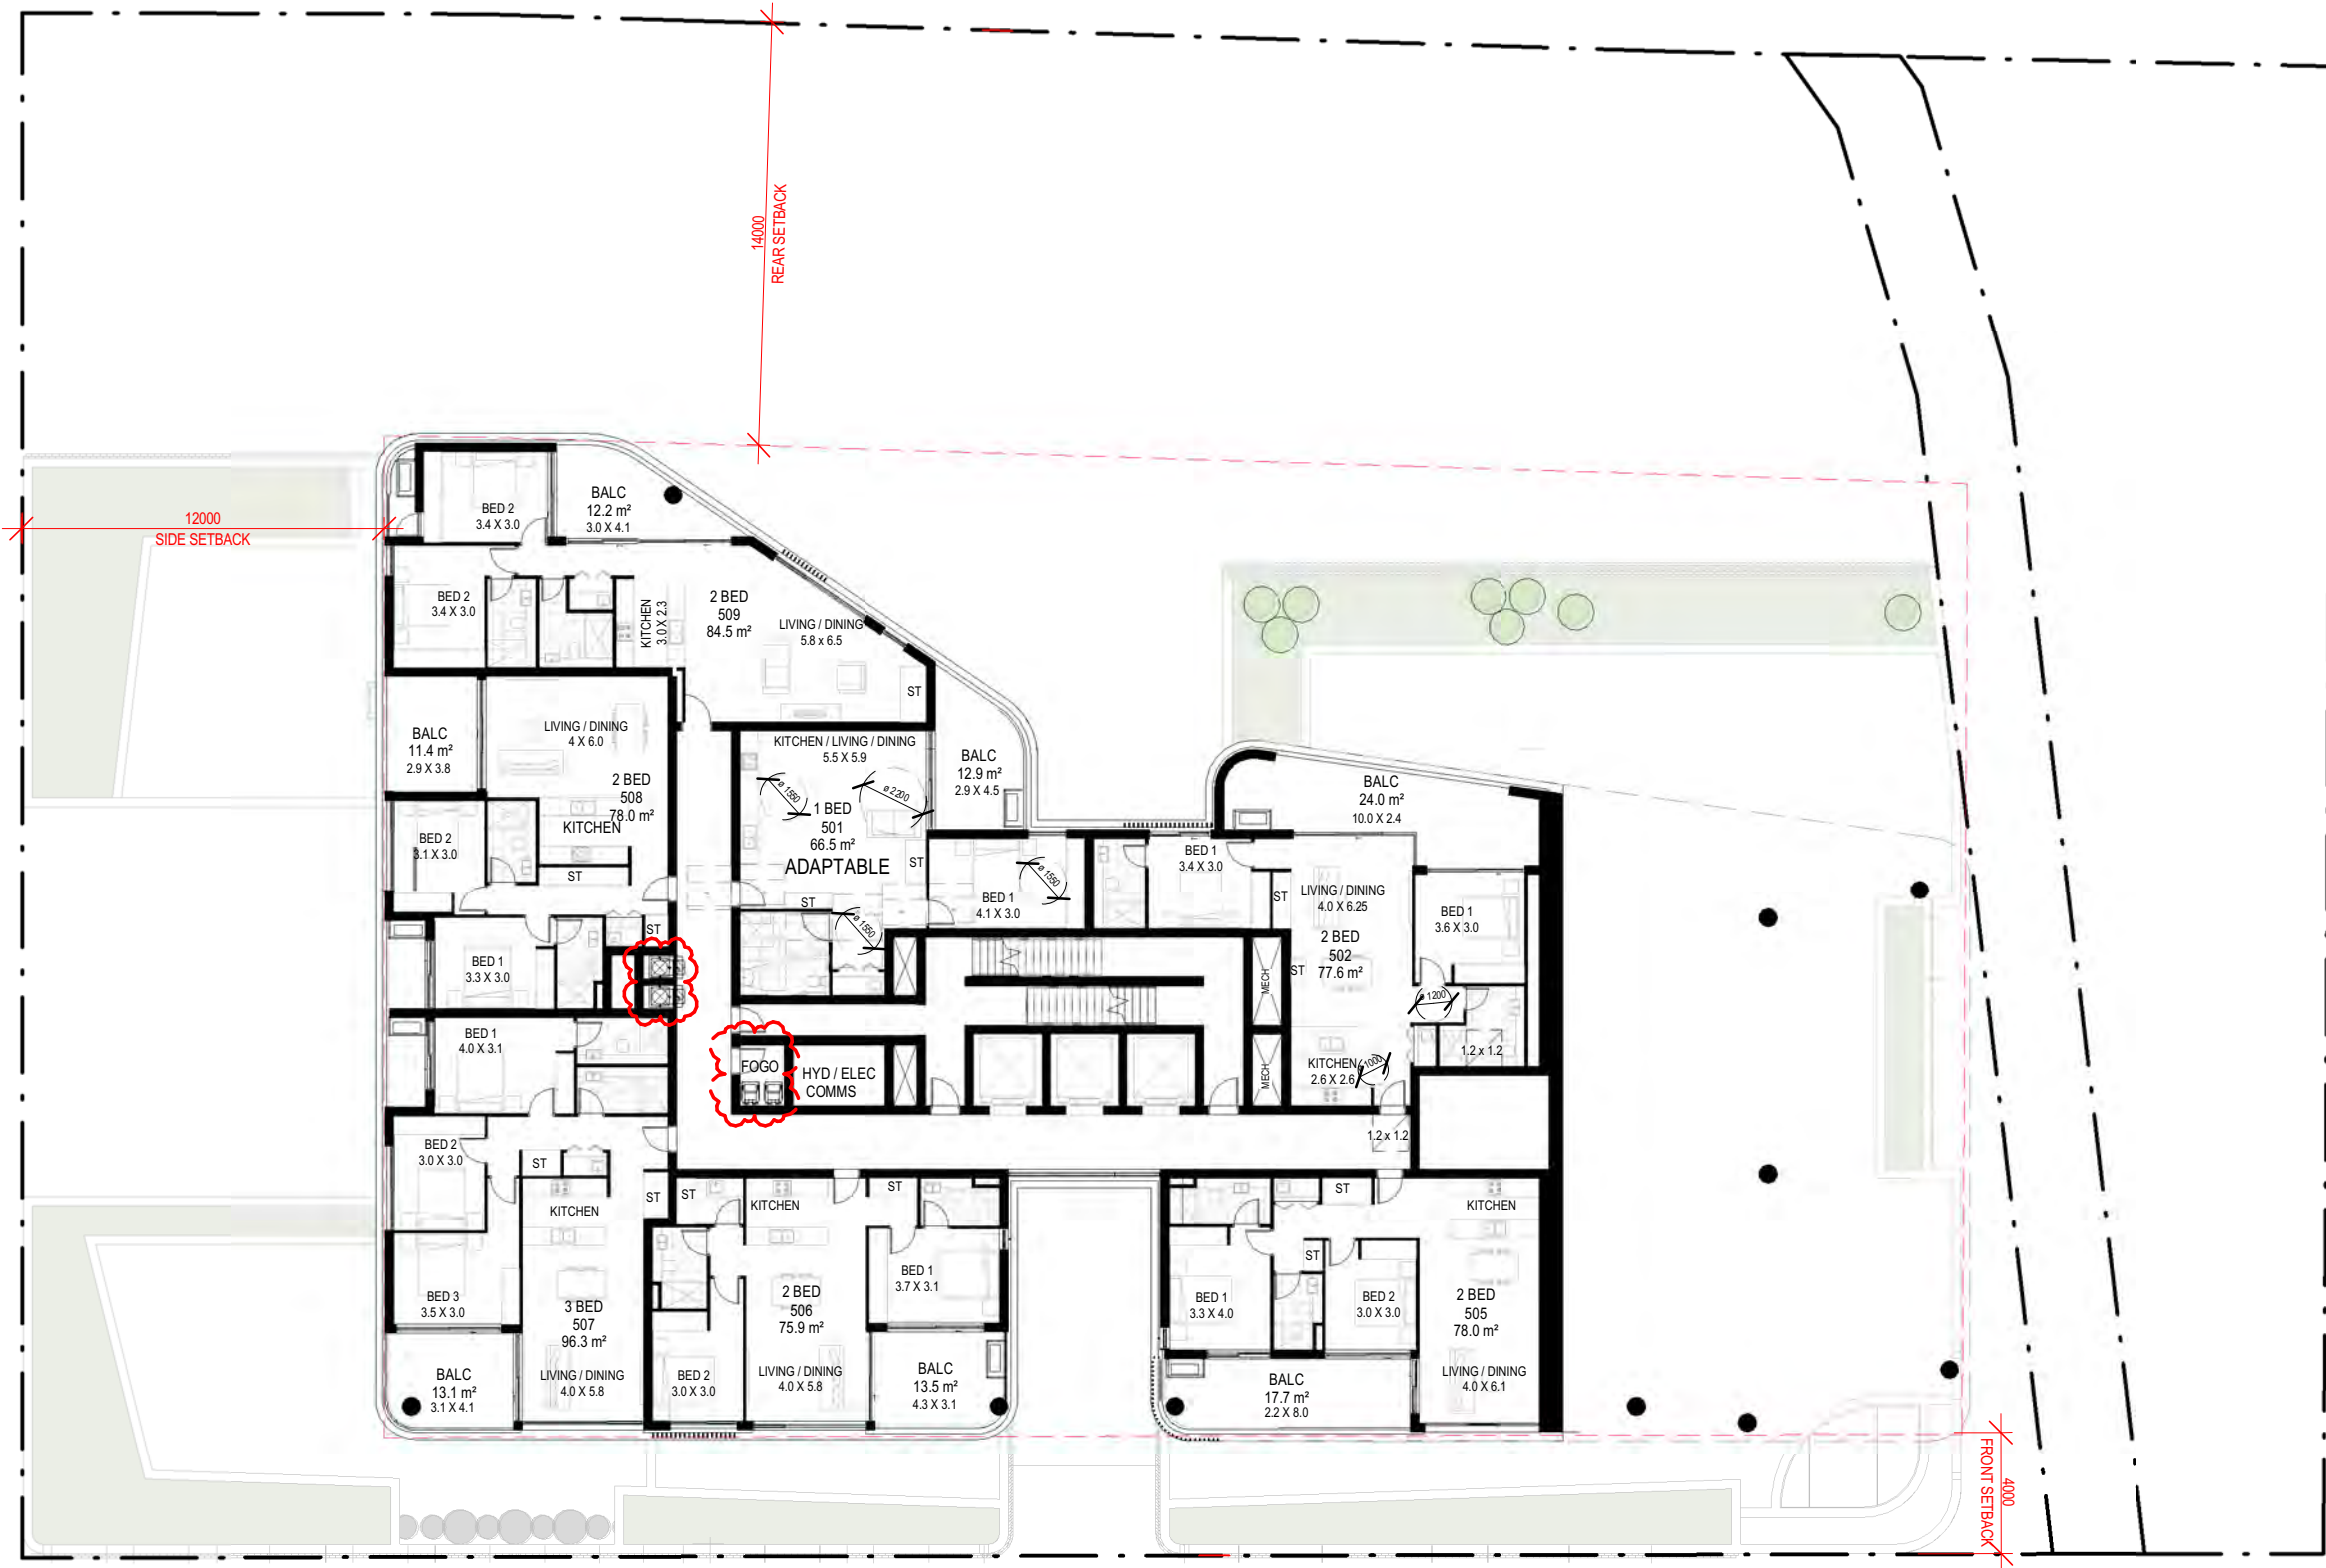 14000
REAR SETBACK
12000
SIDE SETBACK
BED 2
3.4 X 3.0
BALC
12.2 m²
3.0 X 4.1
BED 2
3.4 X 3.0
KITCHEN
3.0 X 2.3
2 BED
509
84.5 m²
LIVING / DINING
5.8 x 6.5
ST
BALC
11.4 m²
2.9 X 3.8
LIVING / DINING
4 X 6.0
2 BED
508
78.0 m²
KITCHEN
BED 2
3.1 X 3.0
ST
ST
BED 1
3.3 X 3.0
KITCHEN / LIVING / DINING
5.5 X 5.9
ø 1550
ø 2200
1 BED
501
66.5 m²
ADAPTABLE
ST
ST
ø 1550
BALC
12.9 m²
2.9 X 4.5
BED 1
4.1 X 3.0
ø 1550
BED 1
3.4 X 3.0
BALC
24.0 m²
10.0 X 2.4
ST
LIVING / DINING
4.0 X 6.25
2 BED
502
77.6 m²
ST
BED 1
3.6 X 3.0
ø 1200
1.2 x 1.2
KITCHEN
2.6 X 2.6
1000
MECH
MECH
1.2 x 1.2
FOGO
HYD / ELEC
COMMS
BED 1
4.0 X 3.1
BED 2
3.0 X 3.0
ST
KITCHEN
ST
BED 3
3.5 X 3.0
3 BED
507
96.3 m²
LIVING / DINING
4.0 X 5.8
BALC
13.1 m²
3.1 X 4.1
ST
KITCHEN
ST
BED 1
3.7 X 3.1
2 BED
506
75.9 m²
BED 2
3.0 X 3.0
LIVING / DINING
4.0 X 5.8
BALC
13.5 m²
4.3 X 3.1
ST
KITCHEN
ST
BED 1
3.3 X 4.0
BED 2
3.0 X 3.0
2 BED
505
78.0 m²
LIVING / DINING
4.0 X 6.1
BALC
17.7 m²
2.2 X 8.0
FRONT SETBACK
4000